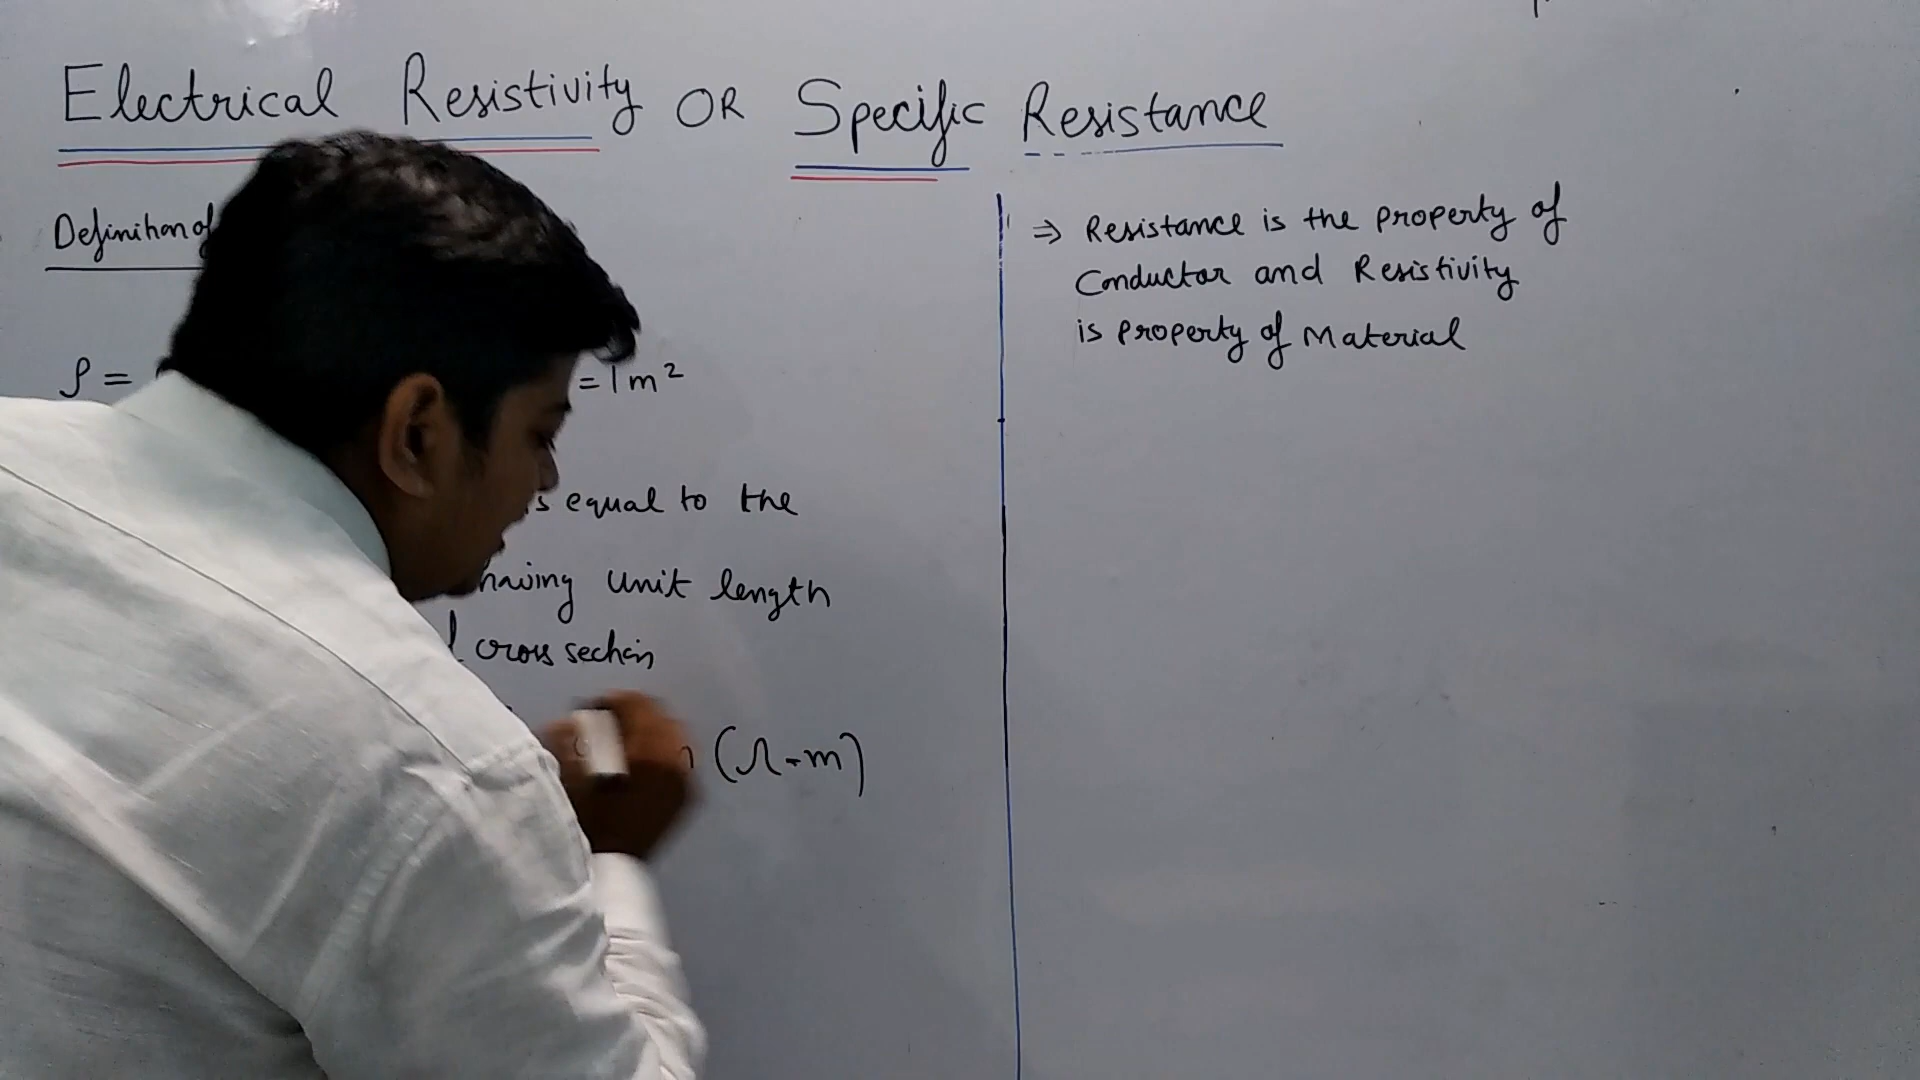 Electrical Resistivity OR Specific Resistance
Definition of
ρ = = 1 m²
is equal to the
having unit length
cross section
(Ω-m)
⇒ Resistance is the property of
Conductor and Resistivity
is property of Material